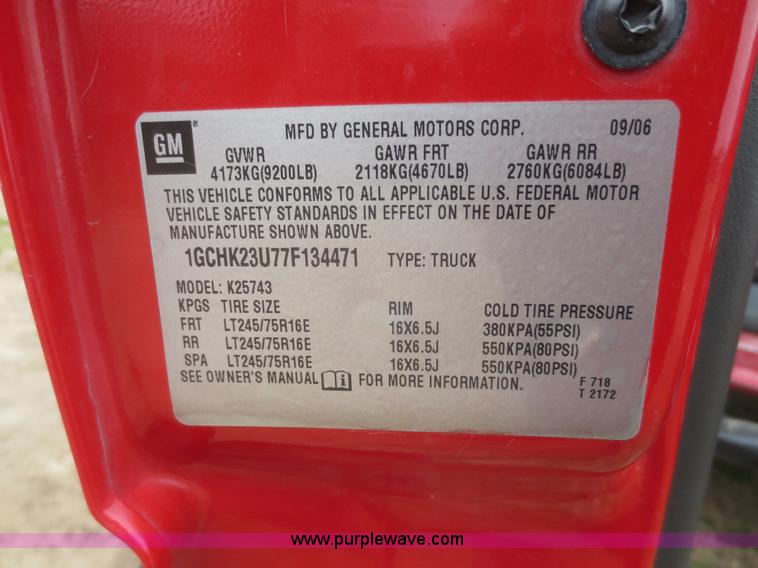 GM®
MFD BY GENERAL MOTORS CORP. 09/06
GVWR GAWR FRT GAWR RR
4173KG(9200LB) 2118KG(4670LB) 2760KG(6084LB)
THIS VEHICLE CONFORMS TO ALL APPLICABLE U.S. FEDERAL MOTOR
VEHICLE SAFETY STANDARDS IN EFFECT ON THE DATE OF
MANUFACTURE SHOWN ABOVE.
1GCHK23U77F134471 TYPE: TRUCK
MODEL: K25743
KPGS TIRE SIZE RIM COLD TIRE PRESSURE
FRT LT245/75R16E 16X6.5J 380KPA(55PSI)
RR LT245/75R16E 16X6.5J 550KPA(80PSI)
SPA LT245/75R16E 16X6.5J 550KPA(80PSI)
SEE OWNER'S MANUAL FOR MORE INFORMATION. F 718
T 2172
www.purplewave.com